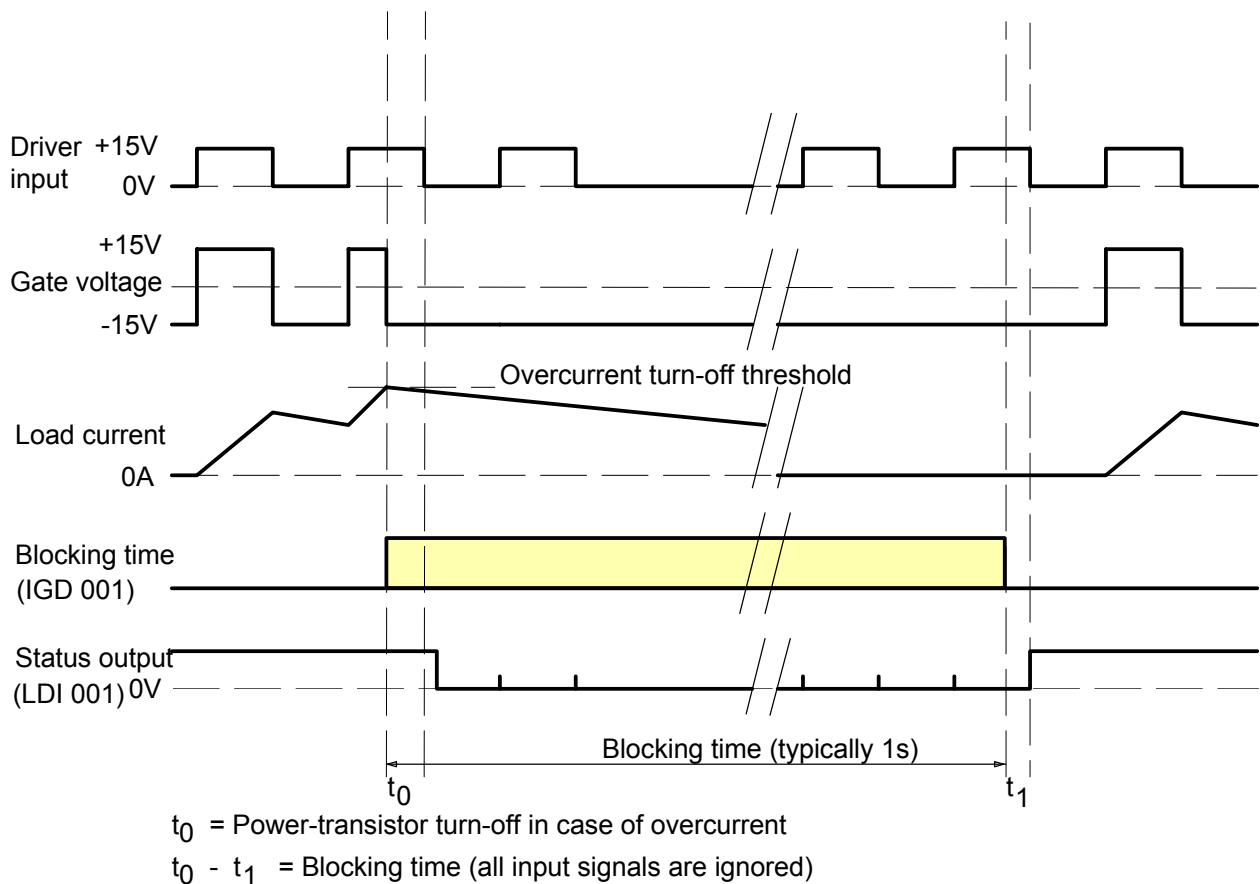 Driver +15V
input
0V
+15V
Gate voltage
-15V
Overcurrent turn-off threshold
Load current
0A
Blocking time
(IGD 001)
Status output
(LDI 001) 0V
Blocking time (typically 1s)
t0 t1
t0 = Power-transistor turn-off in case of overcurrent
t0 - t1 = Blocking time (all input signals are ignored)